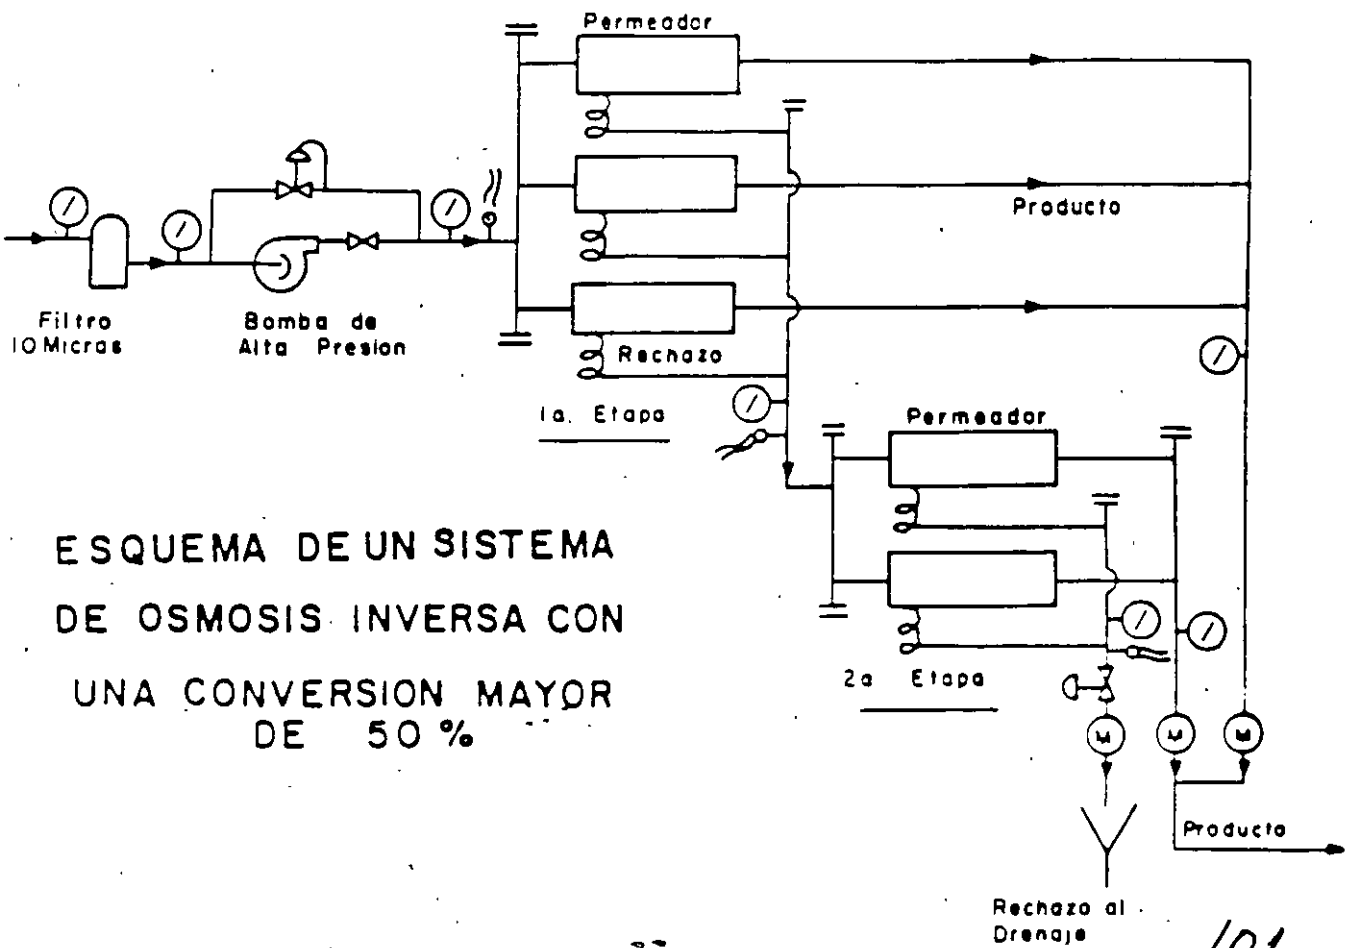 Permeador
Producto
Filtro
10 Micras
Bomba de
Alta Presion
Rechazo
1a. Etapa
Permeador
ESQUEMA DE UN SISTEMA
DE OSMOSIS INVERSA CON
UNA CONVERSION MAYOR
DE 50 %
2a Etapa
M
M
M
Producto
Rechazo al
Drenaje
101